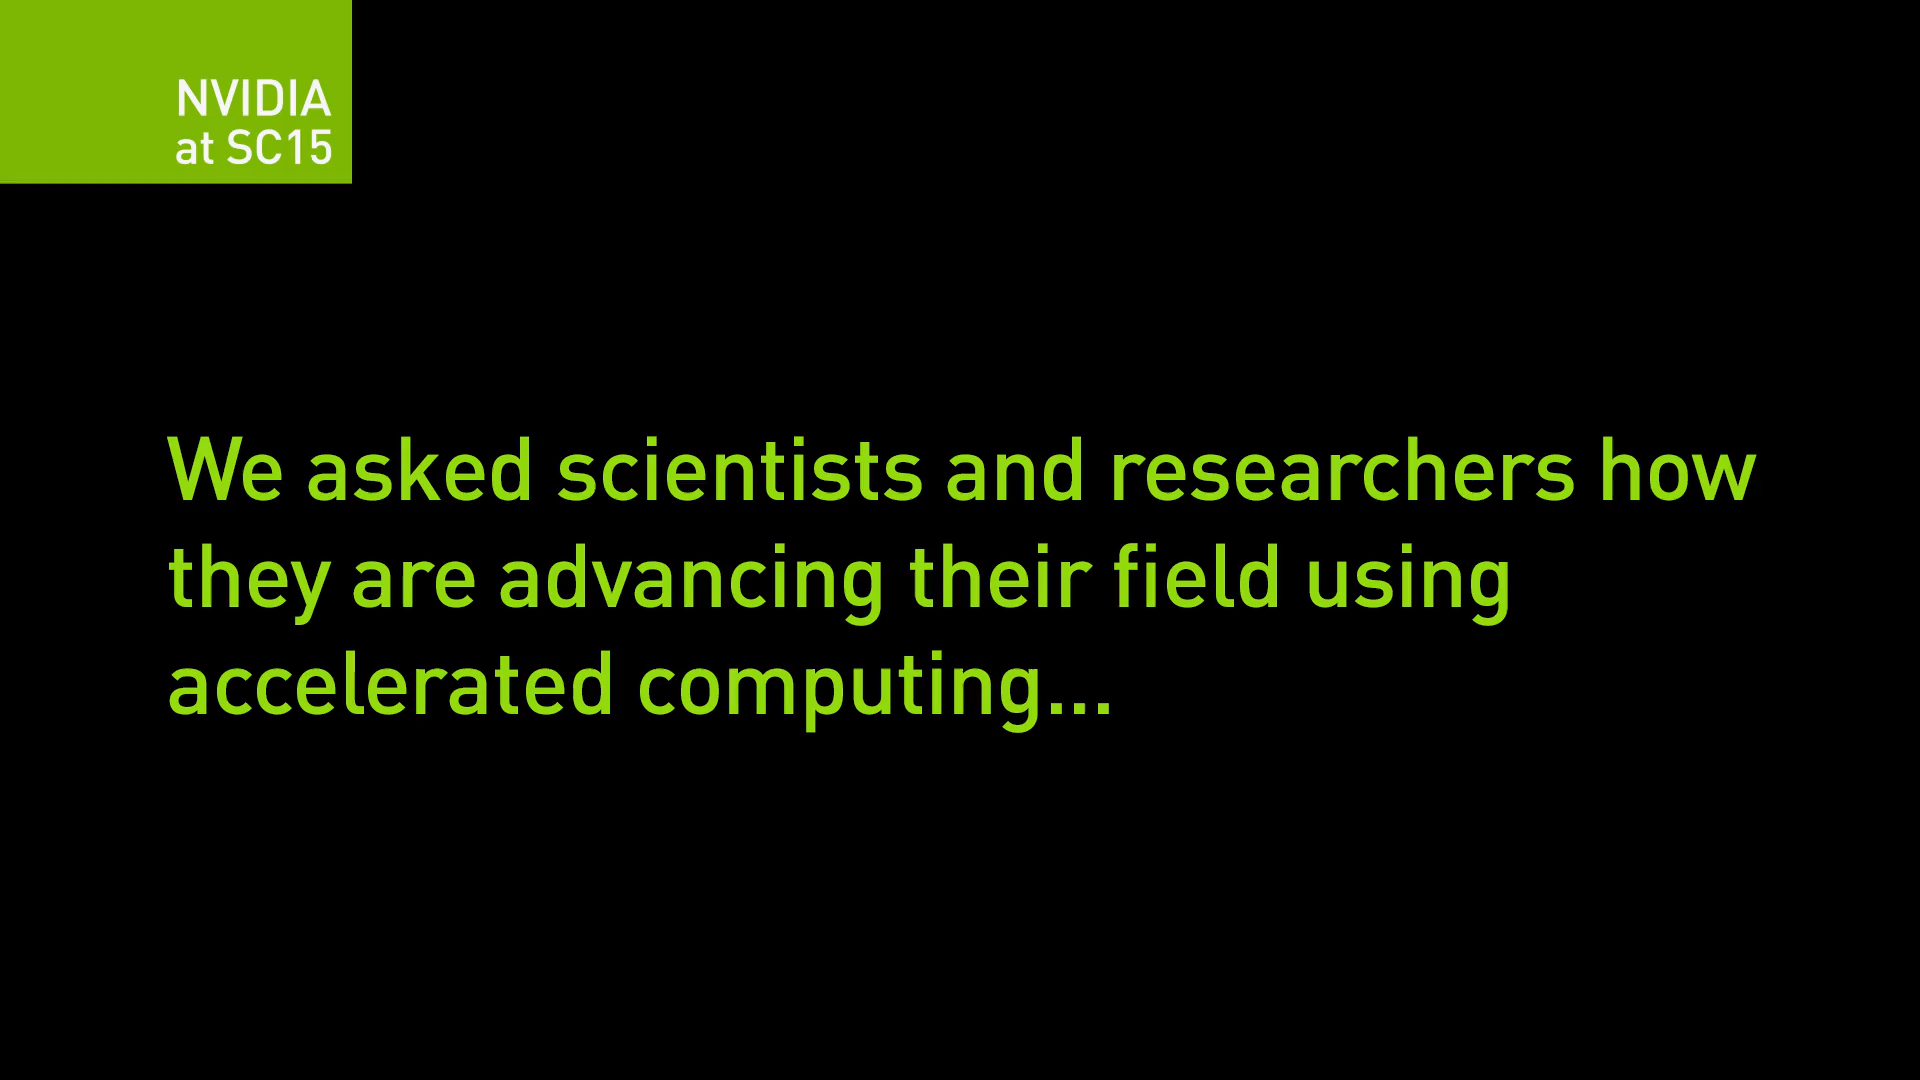 NVIDIA
at SC15
We asked scientists and researchers how
they are advancing their field using
accelerated computing...